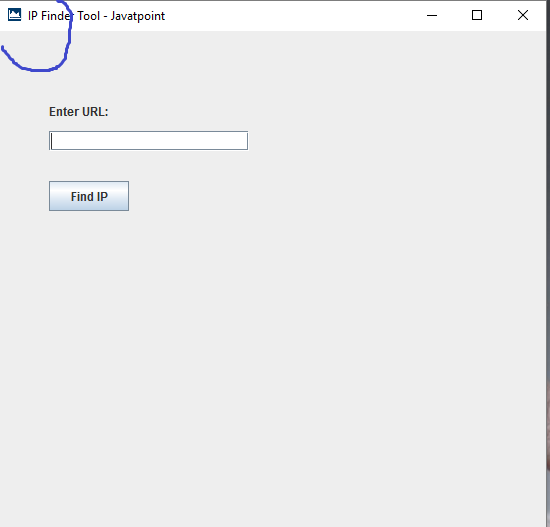 IP Finder Tool - Javatpoint
Enter URL:
Find IP